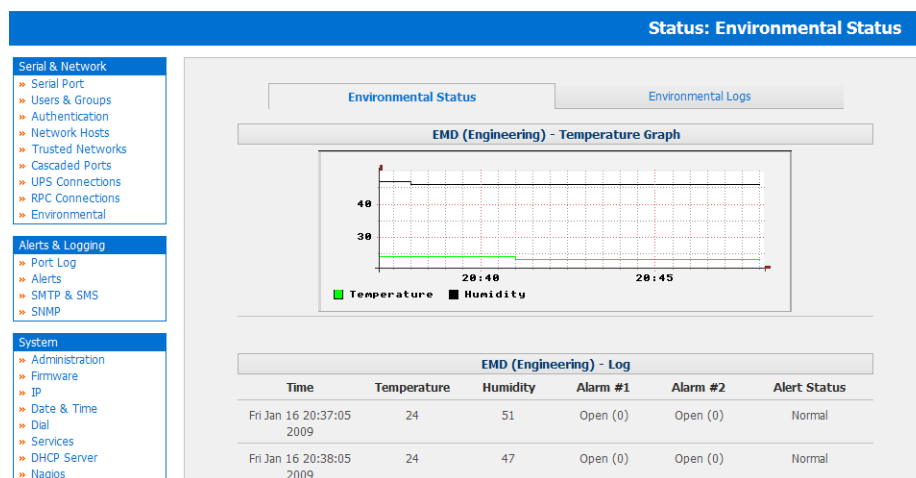 Status: Environmental Status
Serial & Network
» Serial Port
» Users & Groups
» Authentication
» Network Hosts
» Trusted Networks
» Cascaded Ports
» UPS Connections
» RPC Connections
» Environmental
Alerts & Logging
» Port Log
» Alerts
» SMTP & SMS
» SNMP
System
» Administration
» Firmware
» IP
» Date & Time
» Dial
» Services
» DHCP Server
» Nagios
Environmental Status
Environmental Logs
EMD (Engineering) - Temperature Graph
40
30
20:40 20:45
Temperature Humidity
EMD (Engineering) - Log
Time Temperature Humidity Alarm #1 Alarm #2 Alert Status
Fri Jan 16 20:37:05 24 51 Open (0) Open (0) Normal
2009
Fri Jan 16 20:38:05 24 47 Open (0) Open (0) Normal
2009